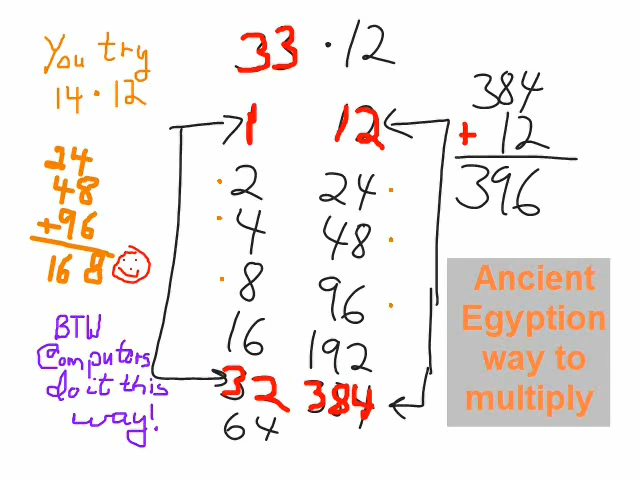 33 · 12
You try
14 · 12
24
48
+96
168
BTW
Computers
do it this
way!
1 12
2 24
4 48
8 96
16 192
32 384
64
384
+ 12
396
Ancient
Egyption
way to
multiply